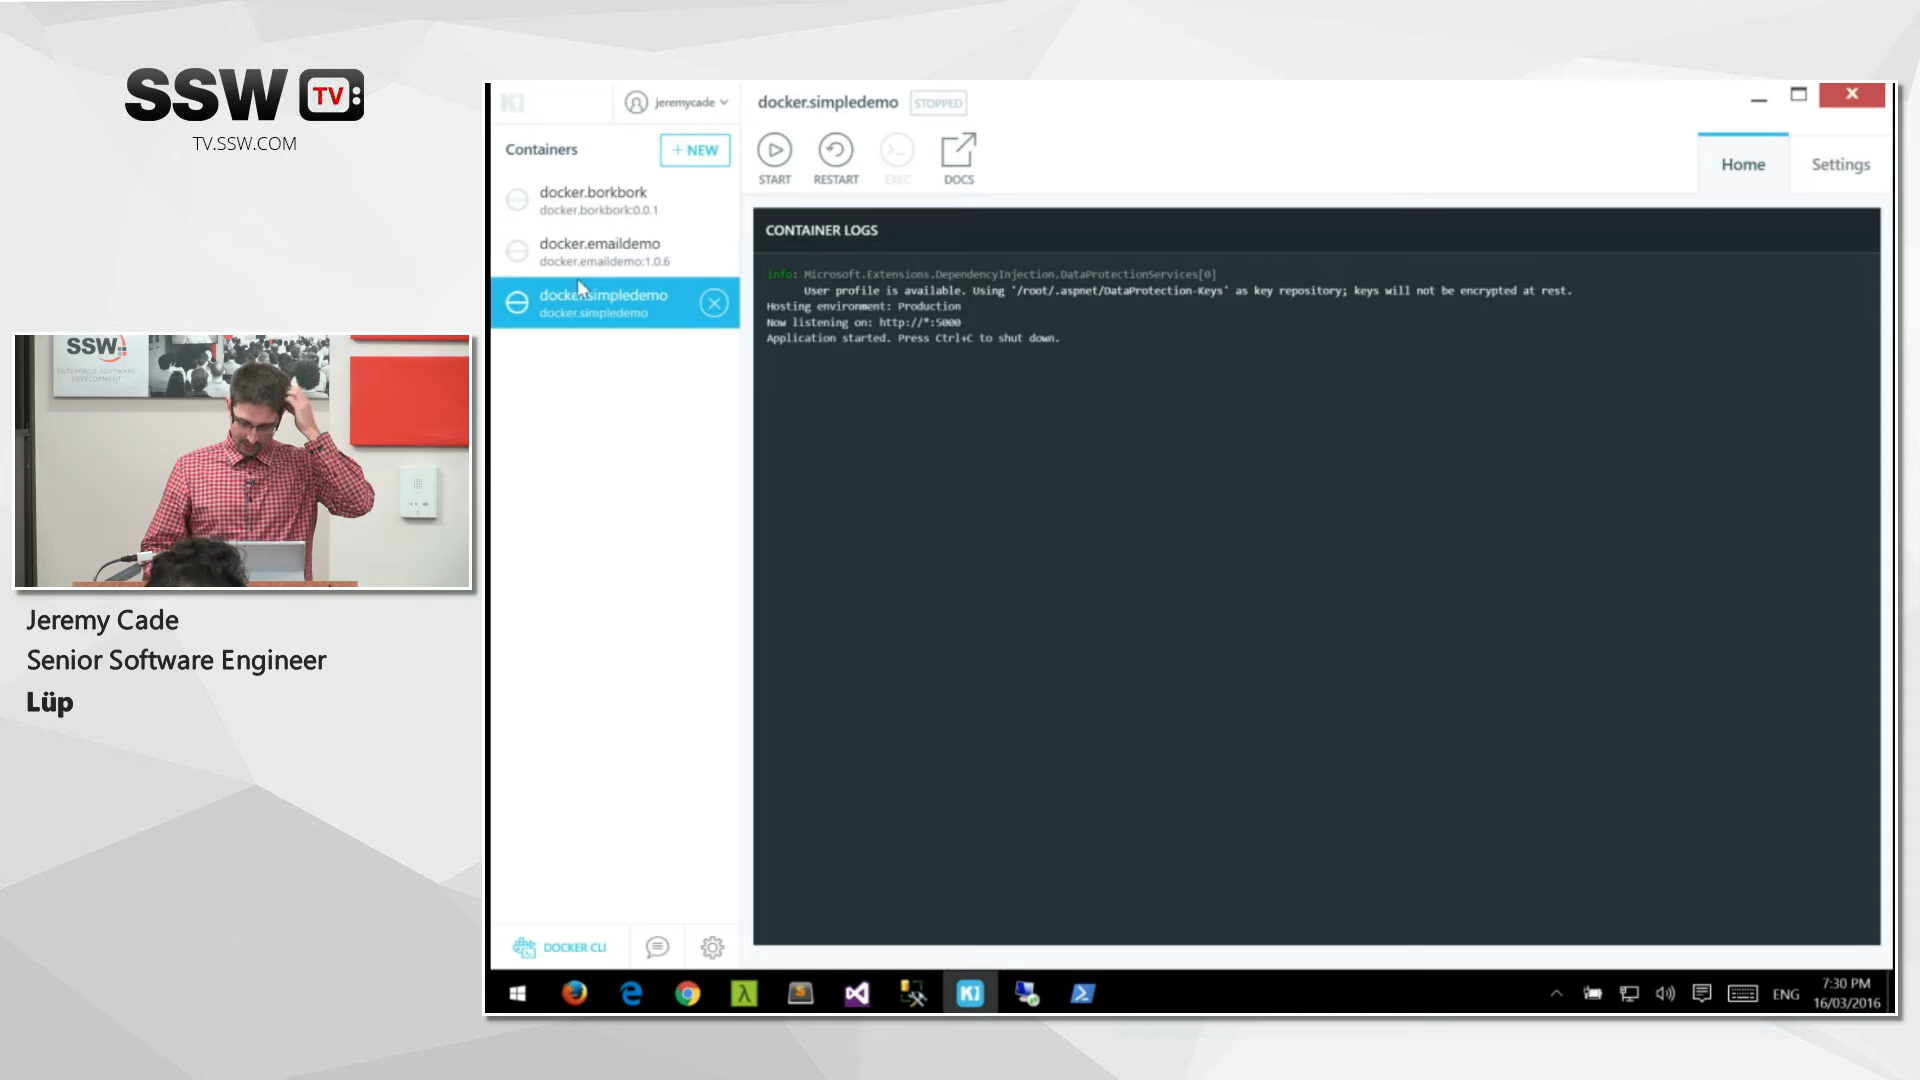 SSW TV:
TV.SSW.COM
SSW
ENTERPRISE SOFTWARE
DEVELOPMENT
Jeremy Cade
Senior Software Engineer
Lüp
jeremycade
Containers
+ NEW
docker.borkbork
docker.borkbork:0.0.1
docker.emaildemo
docker.emaildemo:1.0.6
docker.simpledemo
docker.simpledemo
DOCKER CLI
docker.simpledemo STOPPED
START RESTART EXEC DOCS
Home Settings
CONTAINER LOGS
info: Microsoft.Extensions.DependencyInjection.DataProtectionServices[0]
User profile is available. Using '/root/.aspnet/DataProtection-Keys' as key repository; keys will not be encrypted at rest.
Hosting environment: Production
Now listening on: http://*:5000
Application started. Press Ctrl+C to shut down.
ENG
7:30 PM
16/03/2016